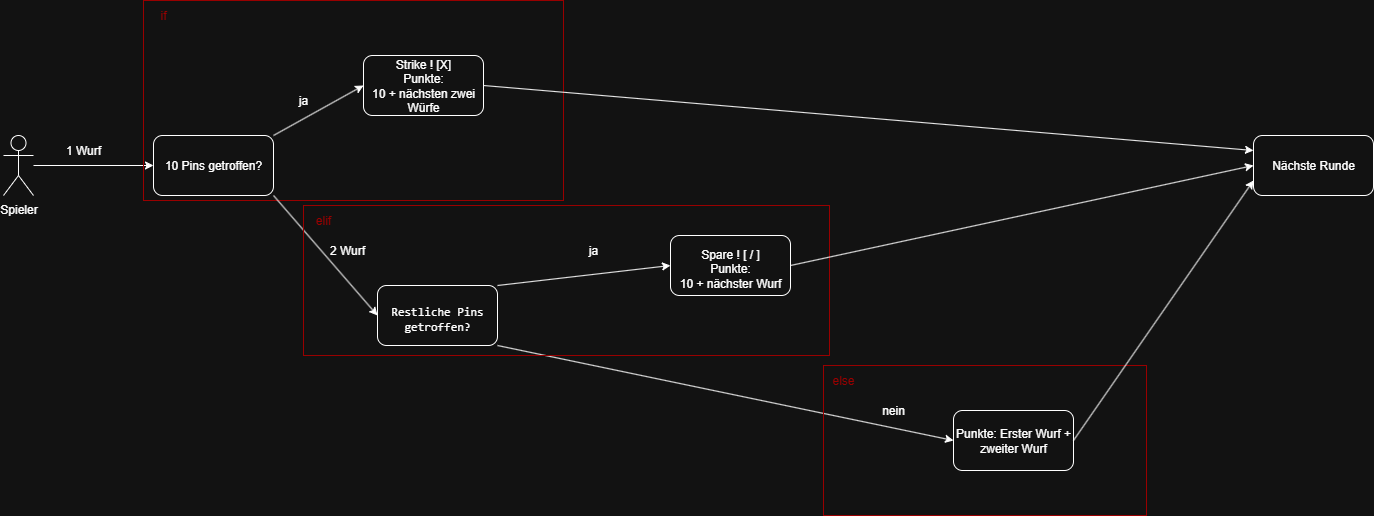 if
Strike ! [X]
Punkte:
10 + nächsten zwei
Würfe
ja
1 Wurf
10 Pins getroffen?
Nächste Runde
Spieler
elif
2 Wurf
ja
Spare ! [ / ]
Punkte:
10 + nächster Wurf
Restliche Pins
getroffen?
else
nein
Punkte: Erster Wurf +
zweiter Wurf